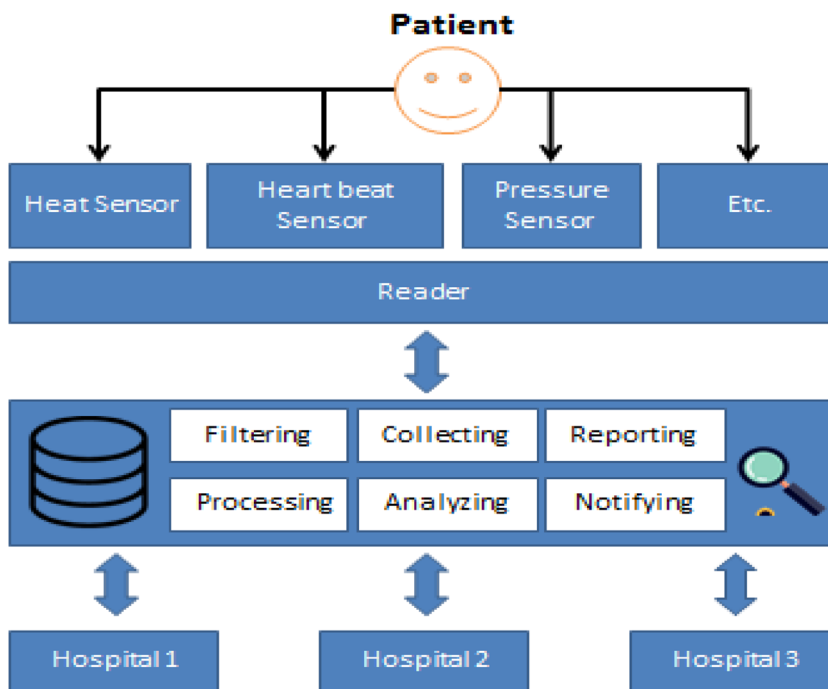 Patient
Heat Sensor
Heart beat
Sensor
Pressure
Sensor
Etc.
Reader
Filtering
Collecting
Reporting
Processing
Analyzing
Notifying
Hospital 1
Hospital 2
Hospital 3